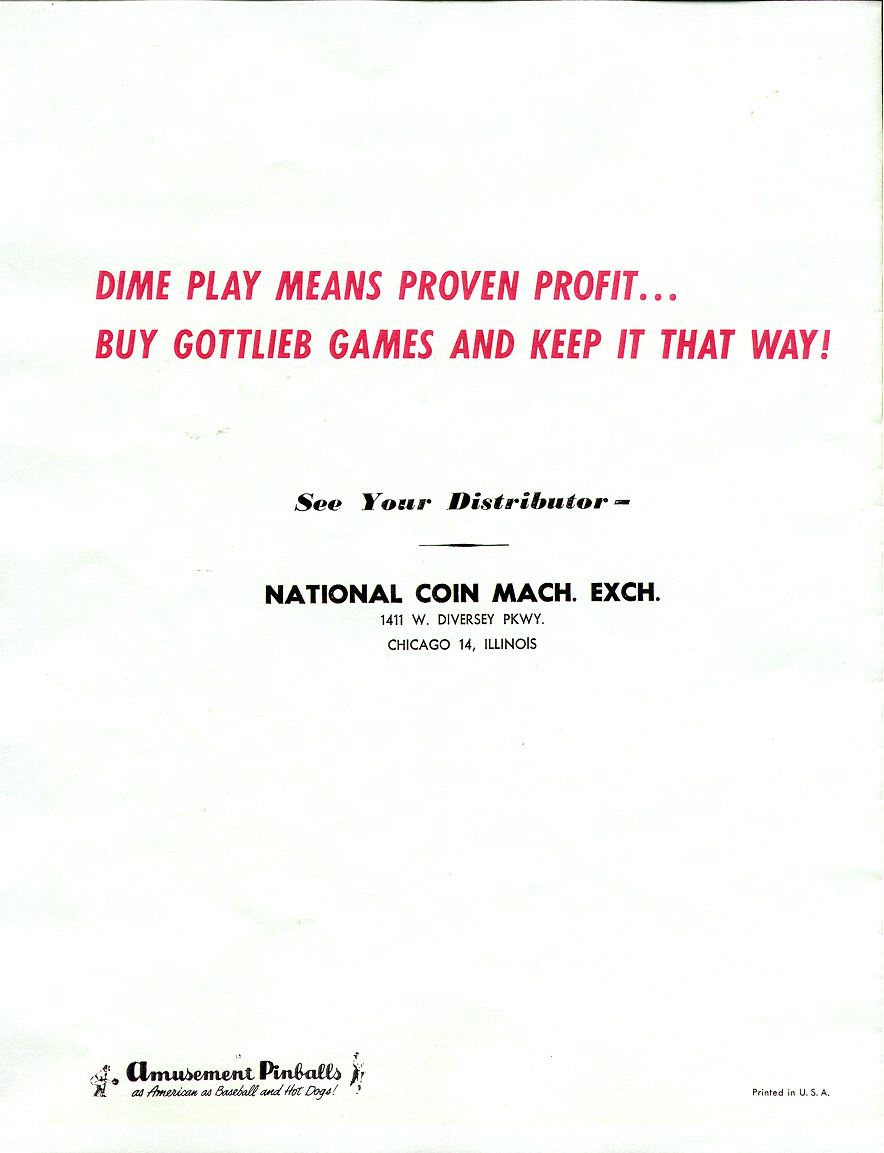 DIME PLAY MEANS PROVEN PROFIT...
BUY GOTTLIEB GAMES AND KEEP IT THAT WAY!
See Your Distributor –
NATIONAL COIN MACH. EXCH.
1411 W. DIVERSEY PKWY.
CHICAGO 14, ILLINOIS
Amusement Pinballs
as American as Baseball and Hot Dogs!
Printed in U. S. A.